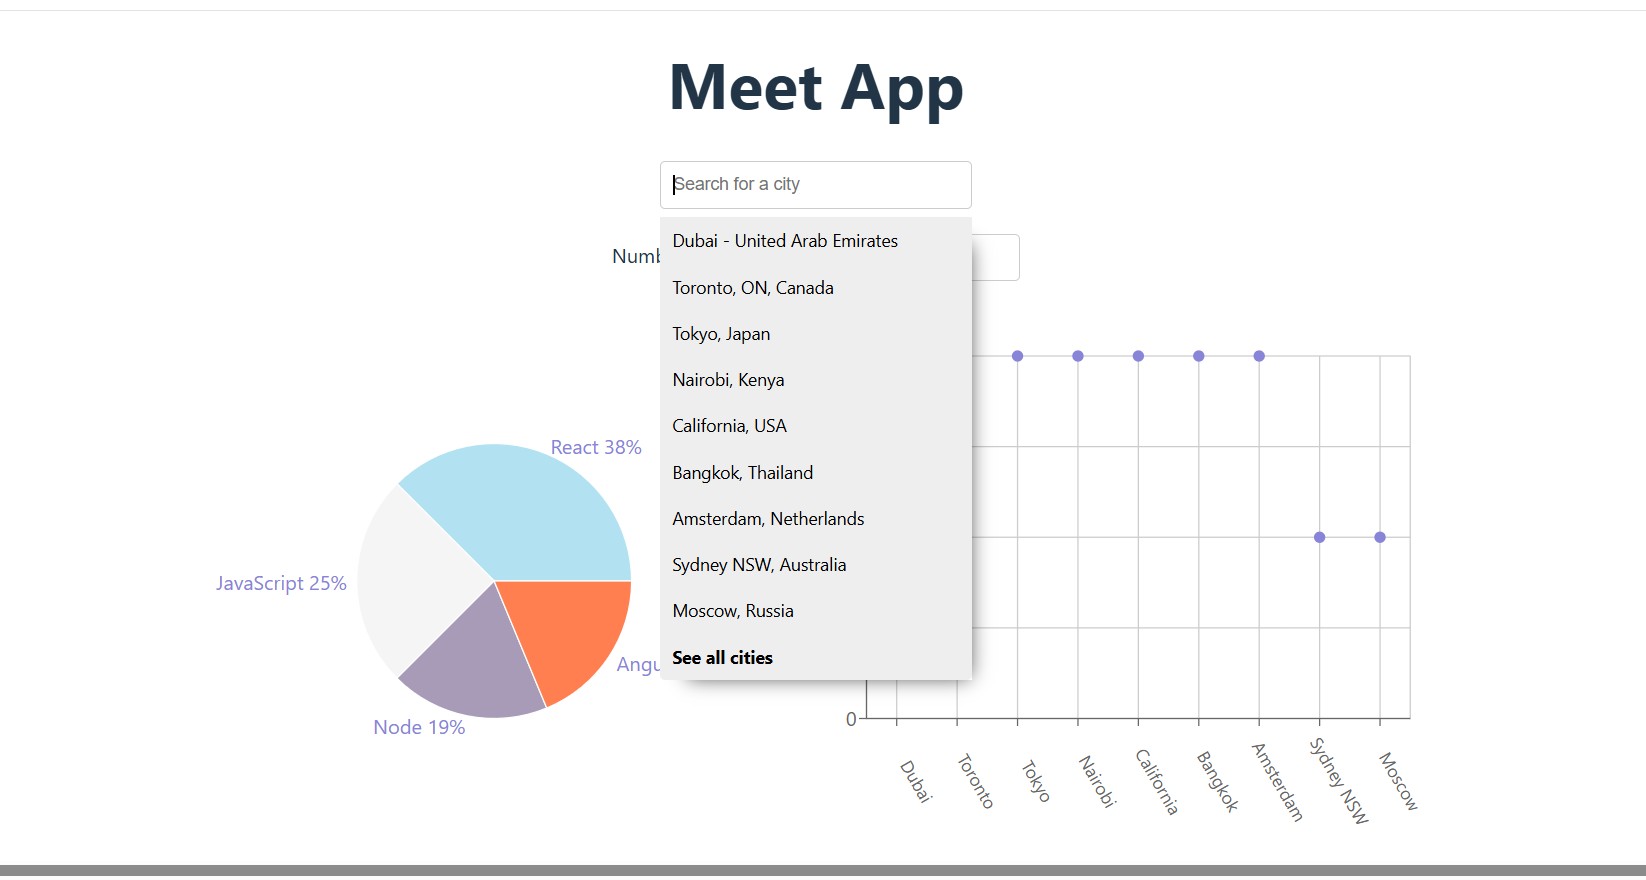 Meet App
Search for a city
Dubai - United Arab Emirates
Toronto, ON, Canada
Tokyo, Japan
Nairobi, Kenya
California, USA
Bangkok, Thailand
Amsterdam, Netherlands
Sydney NSW, Australia
Moscow, Russia
See all cities
React 38%
JavaScript 25%
Node 19%
0
Dubai
Toronto
Tokyo
Nairobi
California
Bangkok
Amsterdam
Sydney NSW
Moscow